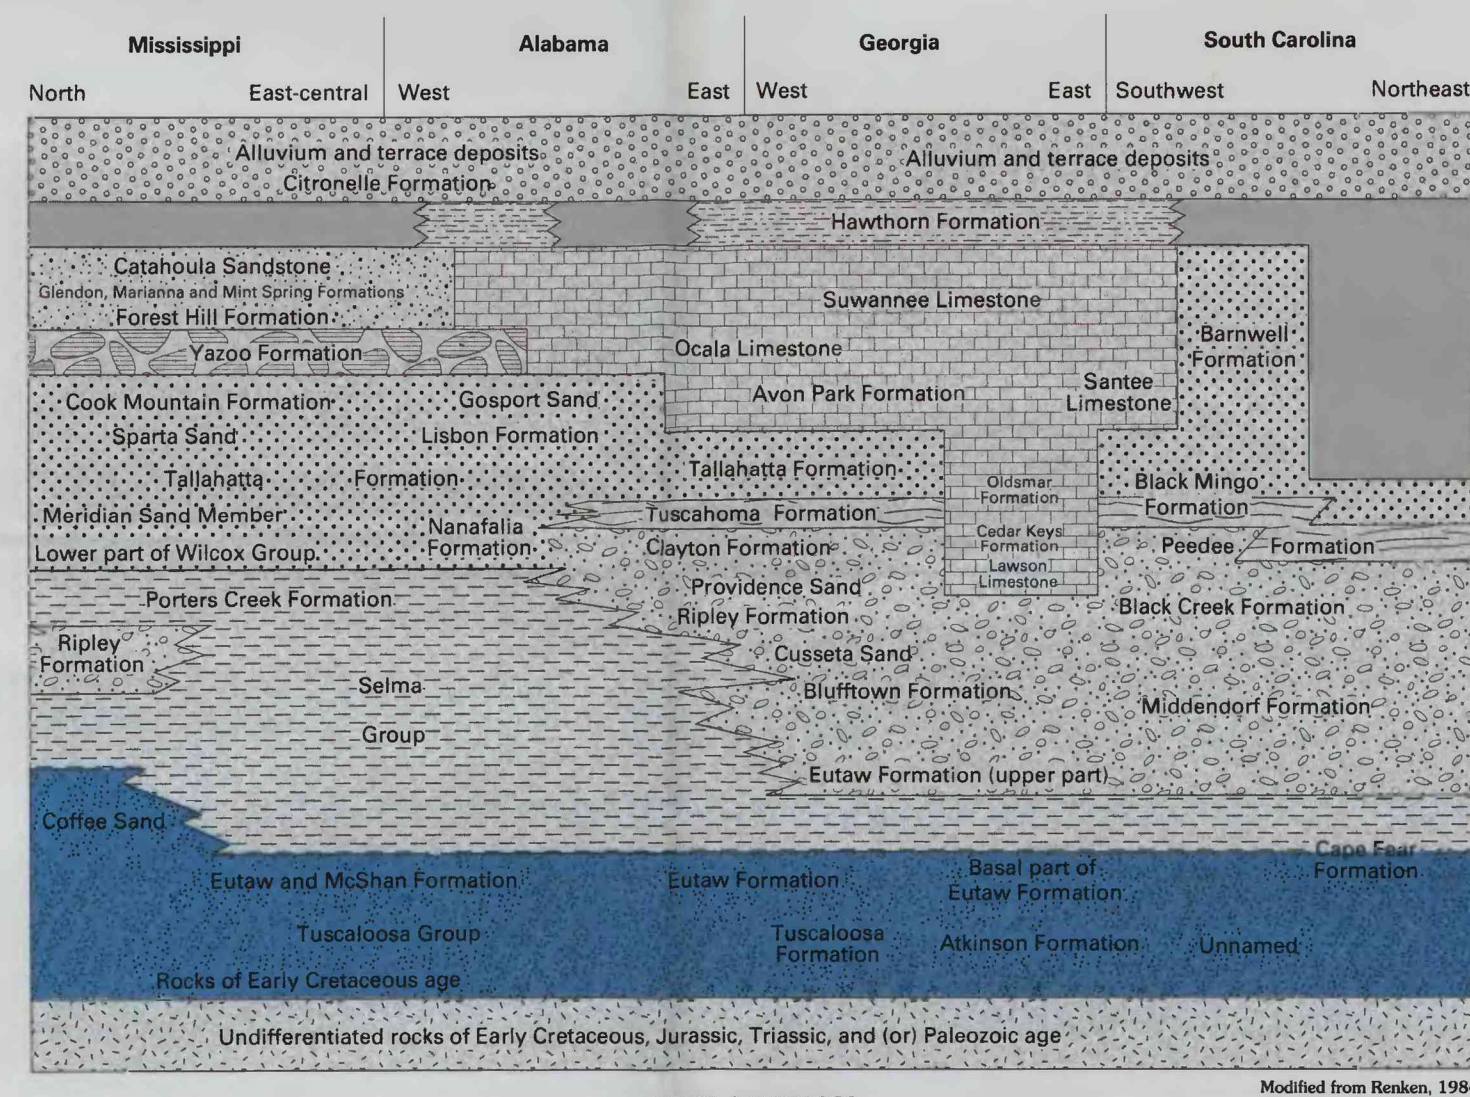 Mississippi
Alabama
Georgia
South Carolina
North
East-central
West
East
West
East
Southwest
Northeast
Alluvium and terrace deposits
Citronelle Formation
Alluvium and terrace deposits
Hawthorn Formation
Catahoula Sandstone
Glendon, Marianna and Mint Spring Formations
Forest Hill Formation
Suwannee Limestone
Barnwell
Formation
Yazoo Formation
Ocala Limestone
Avon Park Formation
Santee
Limestone
Cook Mountain Formation
Gosport Sand
Sparta Sand
Lisbon Formation
Tallahatta Formation
Tallahatta Formation
Oldsmar
Formation
Black Mingo
Formation
Meridian Sand Member
Tuscahoma Formation
Nanafalia
Formation
Lower part of Wilcox Group
Clayton Formation
Cedar Keys
Formation
Lawson
Limestone
Peedee Formation
Porters Creek Formation
Providence Sand
Ripley Formation
Black Creek Formation
Ripley
Formation
Cusseta Sand
Selma
Group
Blufftown Formation
Middendorf Formation
Eutaw Formation (upper part)
Coffee Sand
Cape Fear
Formation
Eutaw and McShan Formation
Eutaw Formation
Basal part of
Eutaw Formation
Tuscaloosa Group
Tuscaloosa
Formation
Atkinson Formation
Unnamed
Rocks of Early Cretaceous age
Undifferentiated rocks of Early Cretaceous, Jurassic, Triassic, and (or) Paleozoic age
Modified from Renken, 198